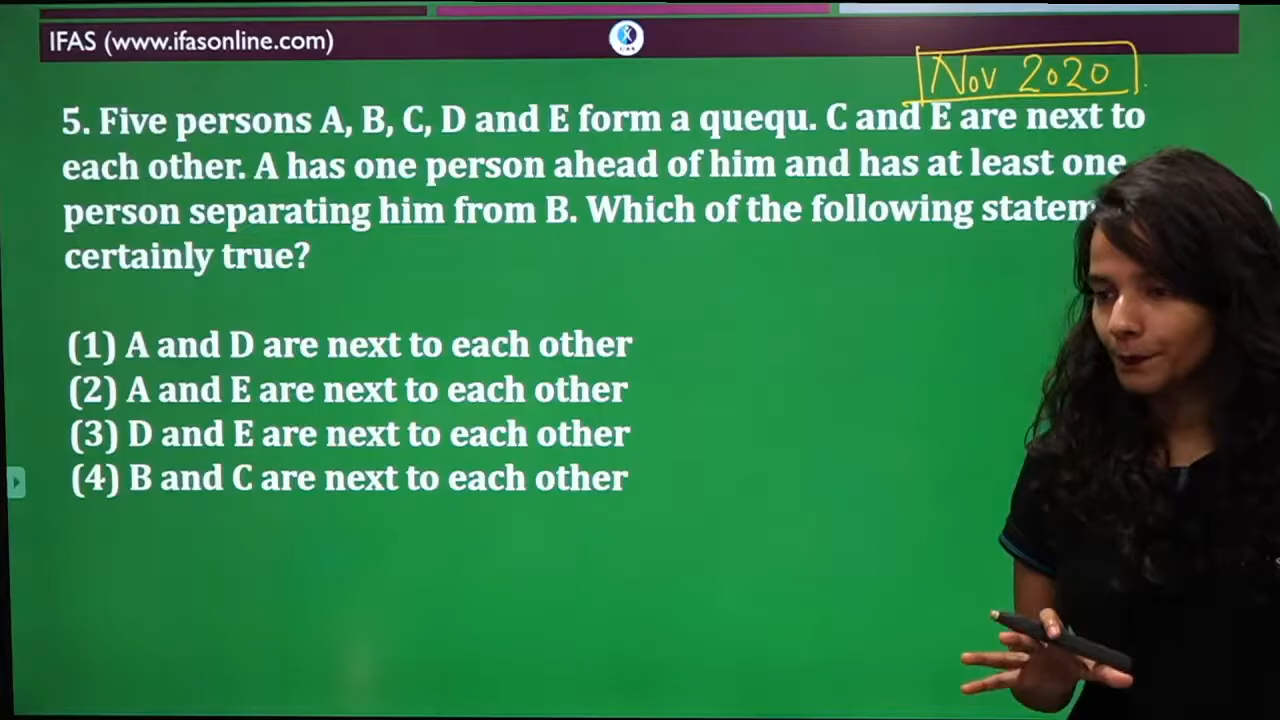 IFAS (www.ifasonline.com)
Nov 2020
5. Five persons A, B, C, D and E form a ququ. C and E are next to
each other. A has one person ahead of him and has at least one
person separating him from B. Which of the following
certainly true?
(1) A and D are next to each other
(2) A and E are next to each other
(3) D and E are next to each other
(4) B and C are next to each other